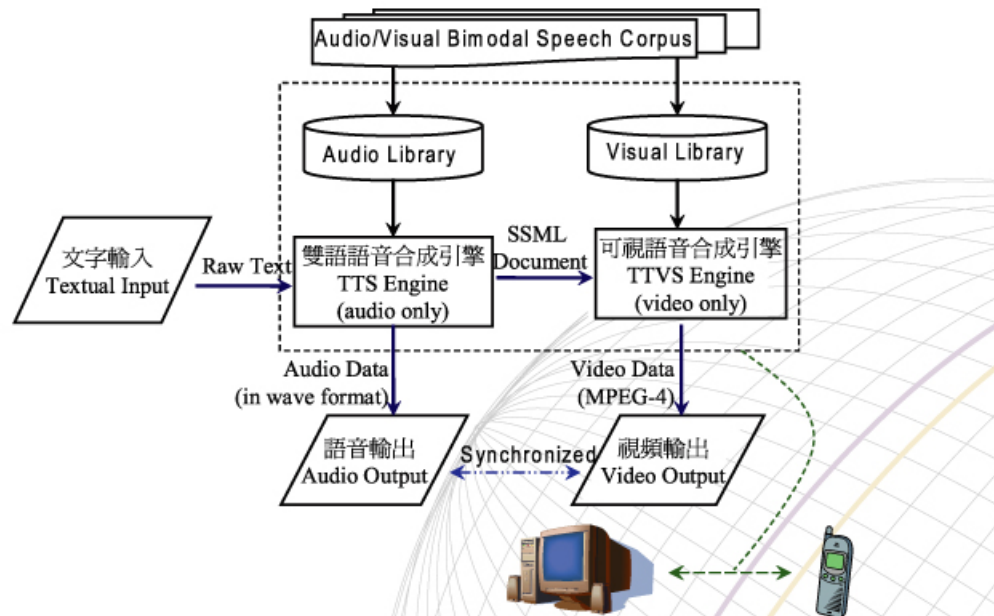 Audio/Visual Bimodal Speech Corpus
Audio Library
Visual Library
文字輸入
Textual Input
Raw Text
雙語語音合成引擎
TTS Engine
(audio only)
SSML
Document
可視語音合成引擎
TTVS Engine
(video only)
Audio Data
(in wave format)
Video Data
(MPEG-4)
語音輸出
Audio Output
Synchronized
視頻輸出
Video Output